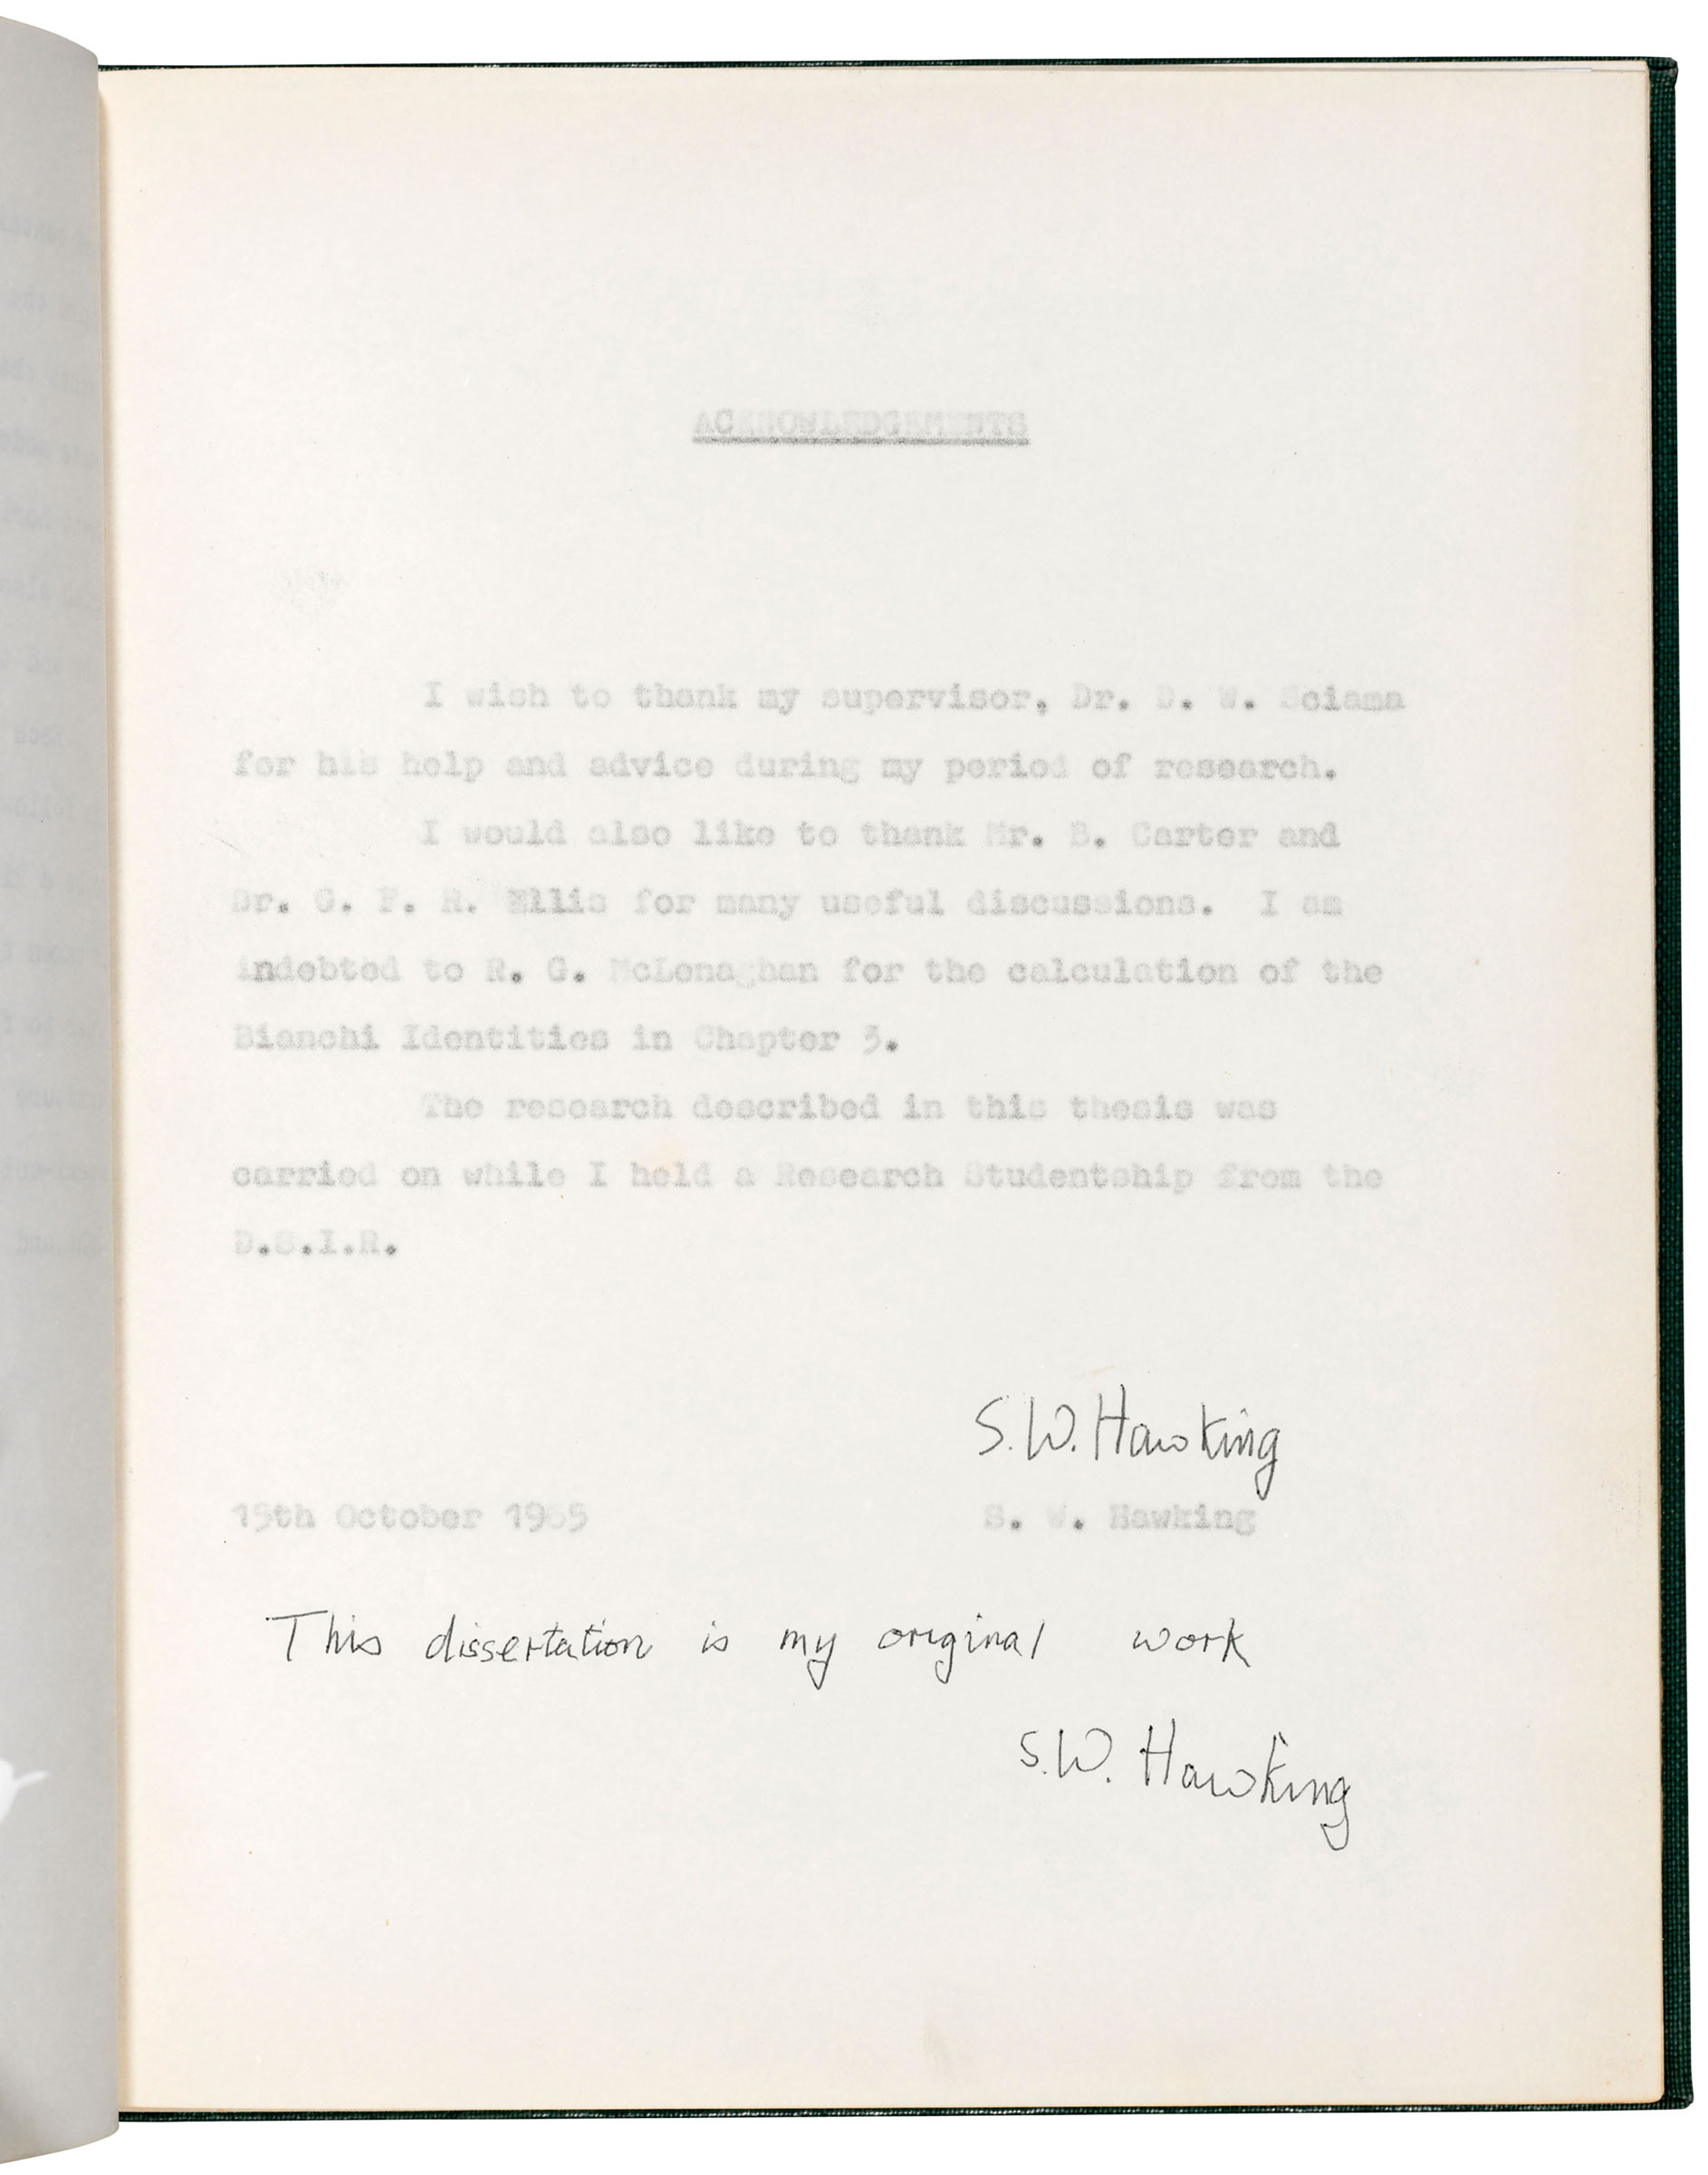 ACKNOWLEDGEMENTS
I wish to thank my supervisor, Dr. D. W. Sciama
for his help and advice during my period of research.
I would also like to thank Mr. B. Carter and
Dr. G. F. R. Ellis for many useful discussions. I am
indebted to R. G. McLenaghan for the calculation of the
Bianchi Identities in Chapter 3.
The research described in this thesis was
carried on while I held a Research Studentship from the
D.S.I.R.
S. W. Hawking
15th October 1965 S. W. Hawking
This dissertation is my original work
S. W. Hawking